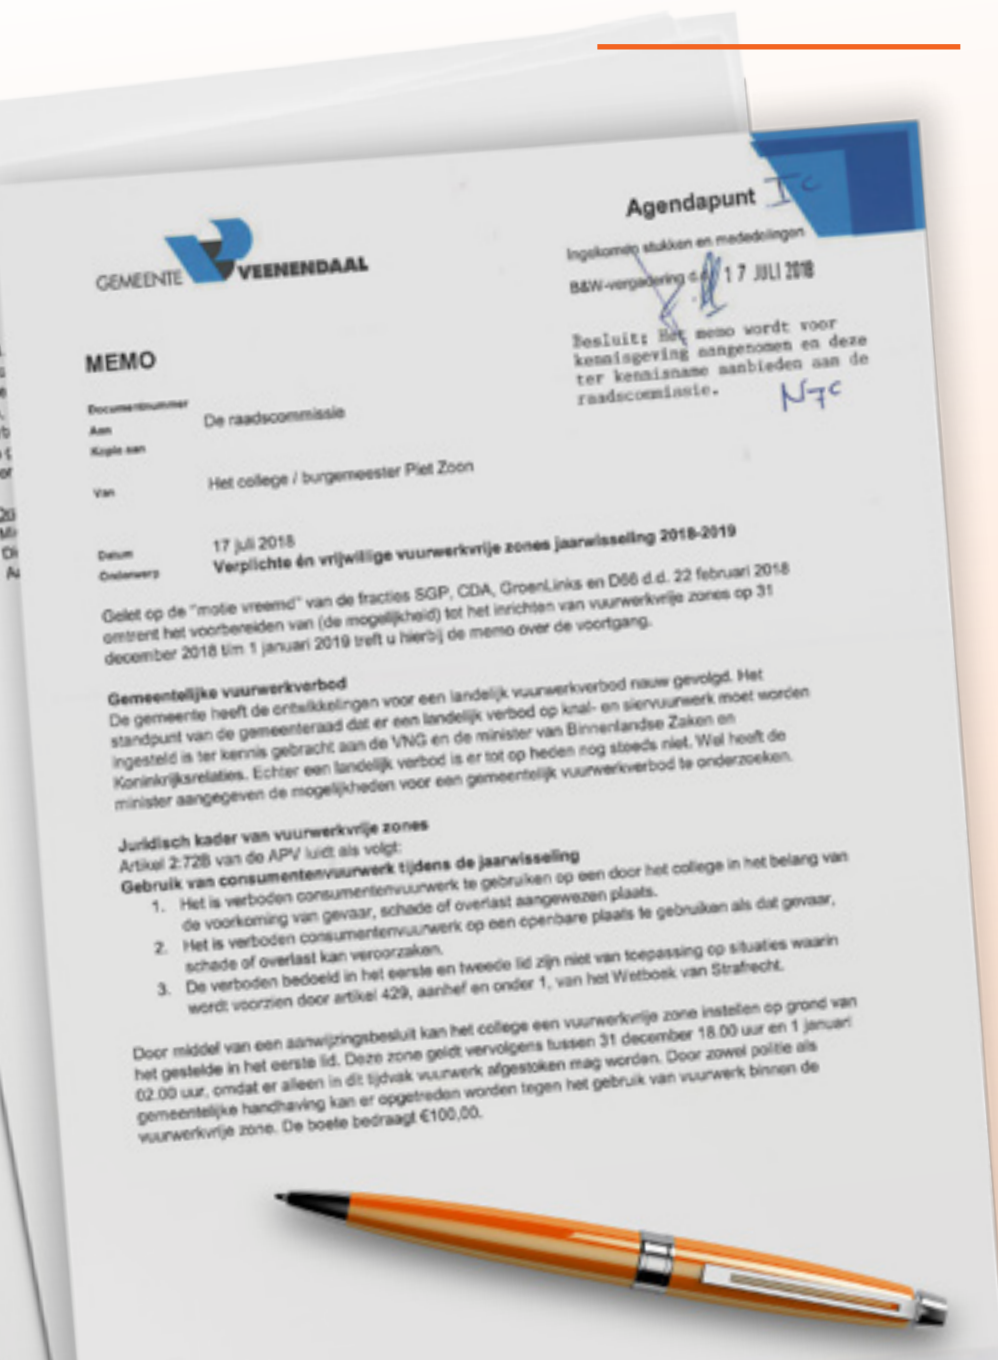 Agendapunt Ic
Ingekomen stukken en mededelingen
B&W-vergadering d.d. 17 JULI 2018
Besluit: Het memo wordt voor
kennisgeving aangenomen en deze
ter kennisname aanbieden aan de
raadscommissie.
GEMEENTE VEENENDAAL
MEMO
Documentnummer
Aan De raadscommissie
Kopie aan
Van Het college / burgemeester Piet Zoon
Datum 17 juli 2018
Onderwerp Verplichte én vrijwillige vuurwerkvrije zones jaarwisseling 2018-2019
Gelet op de "motie vreemd" van de fracties SGP, CDA, GroenLinks en D66 d.d. 22 februari 2018
omtrent het voorbereiden van (de mogelijkheid) tot het inrichten van vuurwerkvrije zones op 31
december 2018 t/m 1 januari 2019 treft u hierbij de memo over de voortgang.
Gemeentelijke vuurwerkverbod
De gemeente heeft de ontwikkelingen voor een landelijk vuurwerkverbod nauw gevolgd. Het
standpunt van de gemeenteraad dat er een landelijk verbod op knal- en siervuurwerk moet worden
ingesteld is ter kennis gebracht aan de VNG en de minister van Binnenlandse Zaken en
Koninkrijksrelaties. Echter een landelijk verbod is er tot op heden nog steeds niet. Wel heeft de
minister aangegeven de mogelijkheden voor een gemeentelijk vuurwerkverbod te onderzoeken.
Juridisch kader van vuurwerkvrije zones
Artikel 2:72B van de APV luidt als volgt:
Gebruik van consumentenvuurwerk tijdens de jaarwisseling
1. Het is verboden consumentenvuurwerk te gebruiken op een door het college in het belang van
de voorkoming van gevaar, schade of overlast aangewezen plaats.
2. Het is verboden consumentenvuurwerk op een openbare plaats te gebruiken als dat gevaar,
schade of overlast kan veroorzaken.
3. De verboden bedoeld in het eerste en tweede lid zijn niet van toepassing op situaties waarin
wordt voorzien door artikel 429, aanhef en onder 1, van het Wetboek van Strafrecht.
Door middel van een aanwijzingsbesluit kan het college een vuurwerkvrije zone instellen op grond van
het gestelde in het eerste lid. Deze zone geldt vervolgens tussen 31 december 18.00 uur en 1 januari
02.00 uur, omdat er alleen in dit tijdvak vuurwerk afgestoken mag worden. Door zowel politie als
gemeentelijke handhaving kan er opgetreden worden tegen het gebruik van vuurwerk binnen de
vuurwerkvrije zone. De boete bedraagt €100,00.